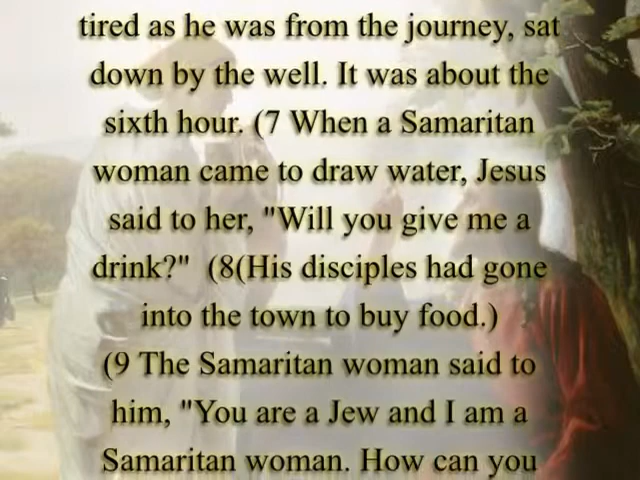 tired as he was from the journey, sat
down by the well. It was about the
sixth hour. (7 When a Samaritan
woman came to draw water, Jesus
said to her, "Will you give me a
drink?"  (8(His disciples had gone
into the town to buy food.)
(9 The Samaritan woman said to
him, "You are a Jew and I am a
Samaritan woman. How can you